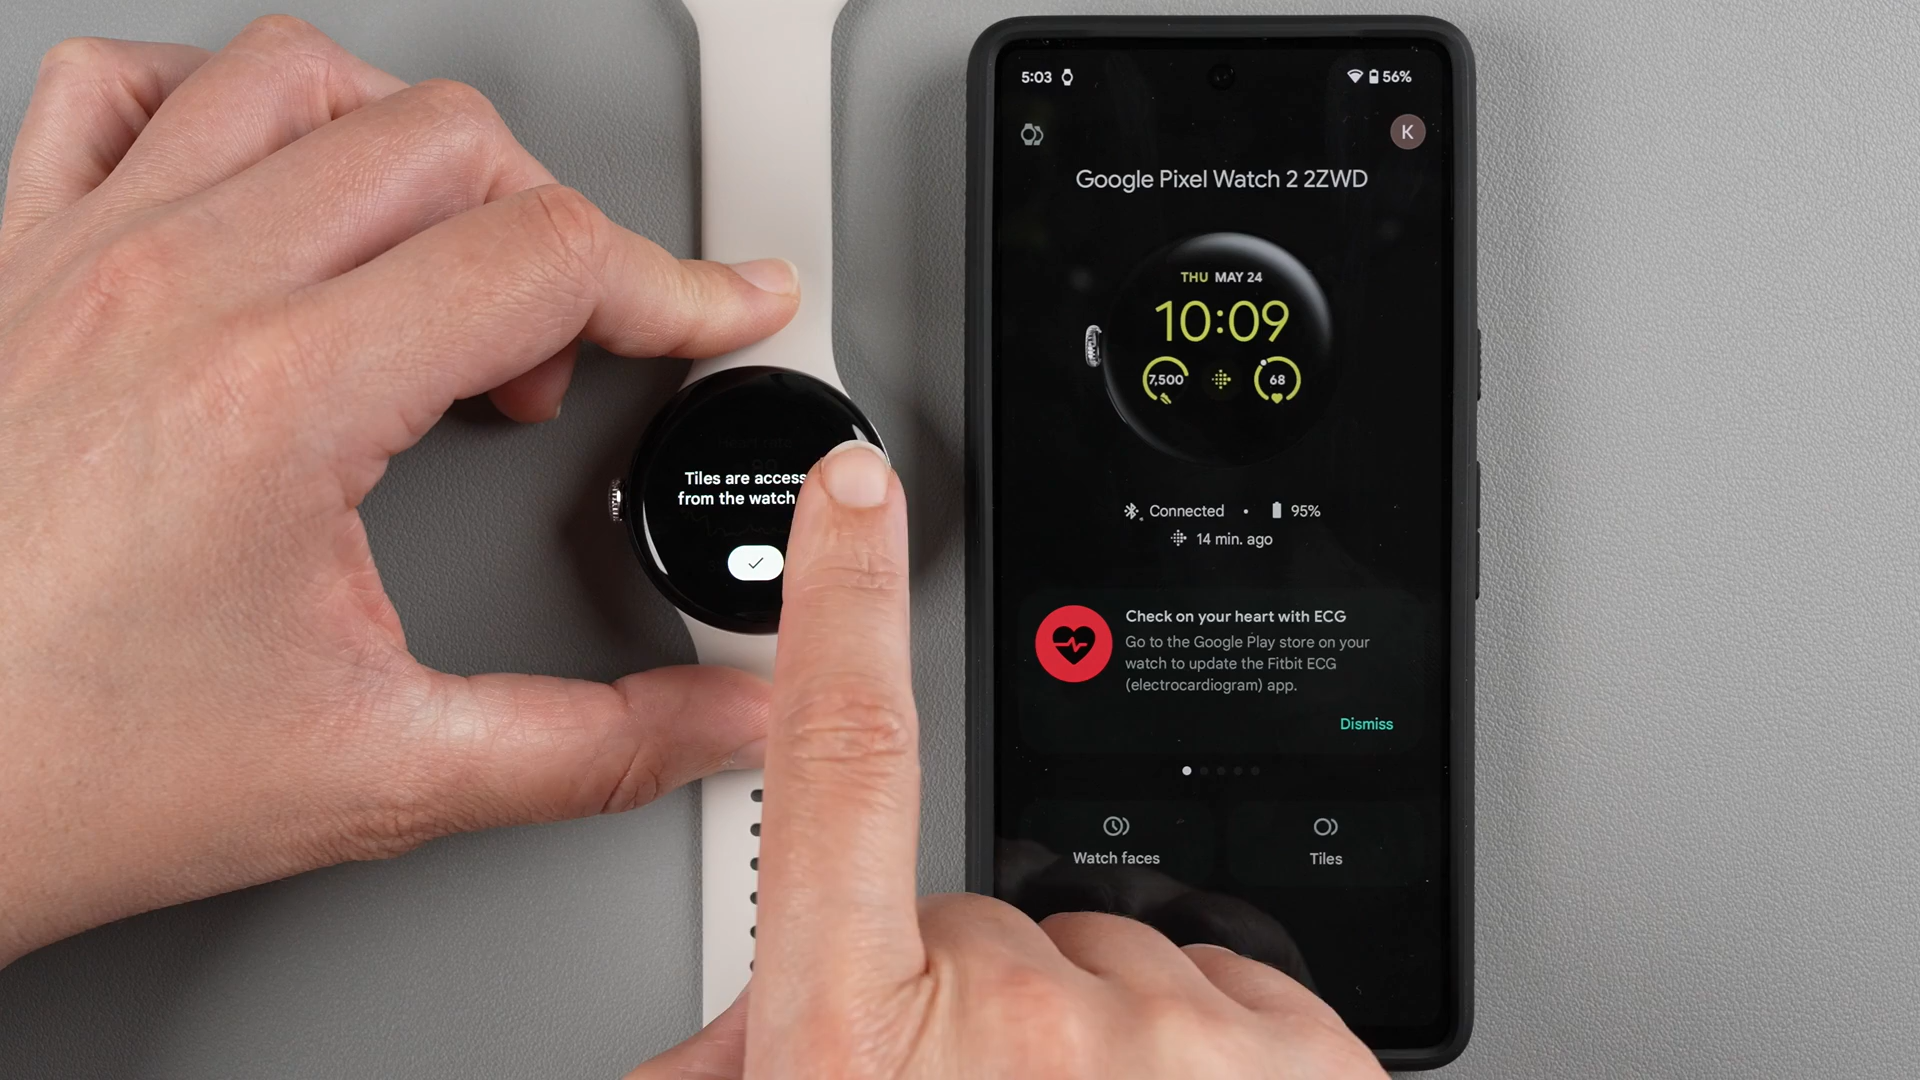 Tiles are access
from the watch
5:03
56%
K
Google Pixel Watch 2 2ZWD
THU MAY 24
10:09
7,500
68
Connected • 95%
14 min. ago
Check on your heart with ECG
Go to the Google Play store on your
watch to update the Fitbit ECG
(electrocardiogram) app.
Dismiss
Watch faces
Tiles